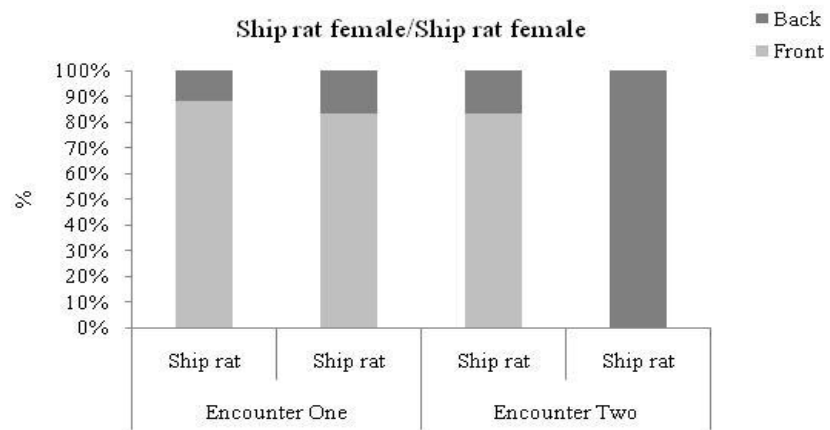 Ship rat female/Ship rat female
Back
Front
100%
90%
80%
70%
60%
50%
40%
30%
20%
10%
0%
%
Ship rat Ship rat Ship rat Ship rat
Encounter One Encounter Two